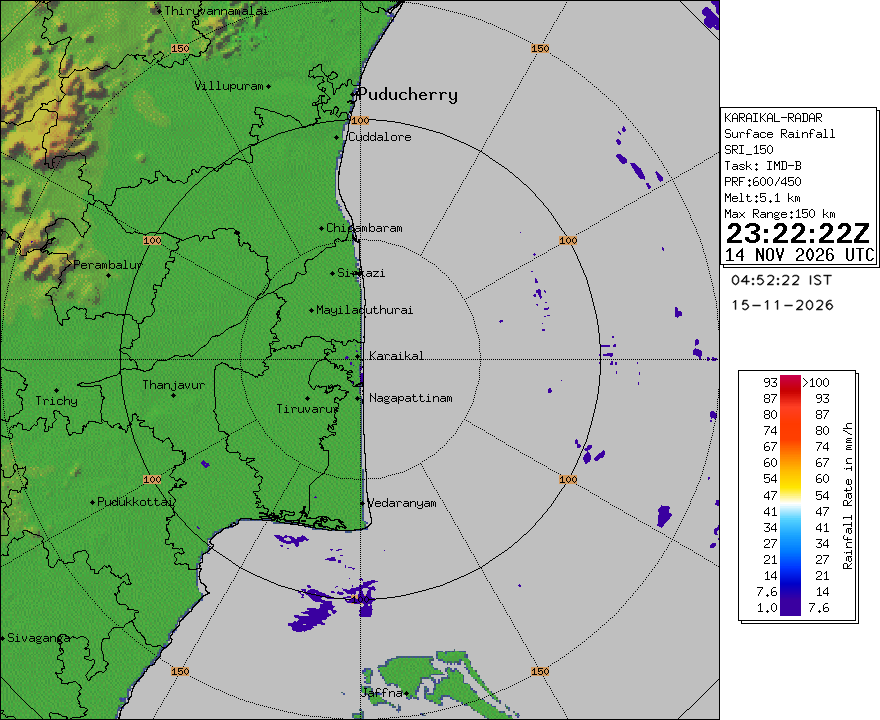 Thiruvannamalai
150
150
Villupuram
Puducherry
100
Cuddalore
Chidambaram
100
100
Perambalur
Sirkazi
Mayiladuthurai
Karaikal
Thanjavur
Trichy
Tiruvarur
Nagapattinam
100
100
Pudukkottai
Vedaranyam
100
Sivaganga
150
150
Jaffna
KARAIKAL-RADAR
Surface Rainfall
SRI_150
Task: IMD-B
PRF:600/450
Melt:5.1 km
Max Range:150 km
23:22:22Z
14 NOV 2026 UTC
04:52:22 IST
15-11-2026
93 >100
87 93
80 87
74 80
67 74
60 67
54 60
47 54
41 47
34 41
27 34
21 27
14 21
7.6 14
1.0 7.6
Rainfall Rate in mm/h